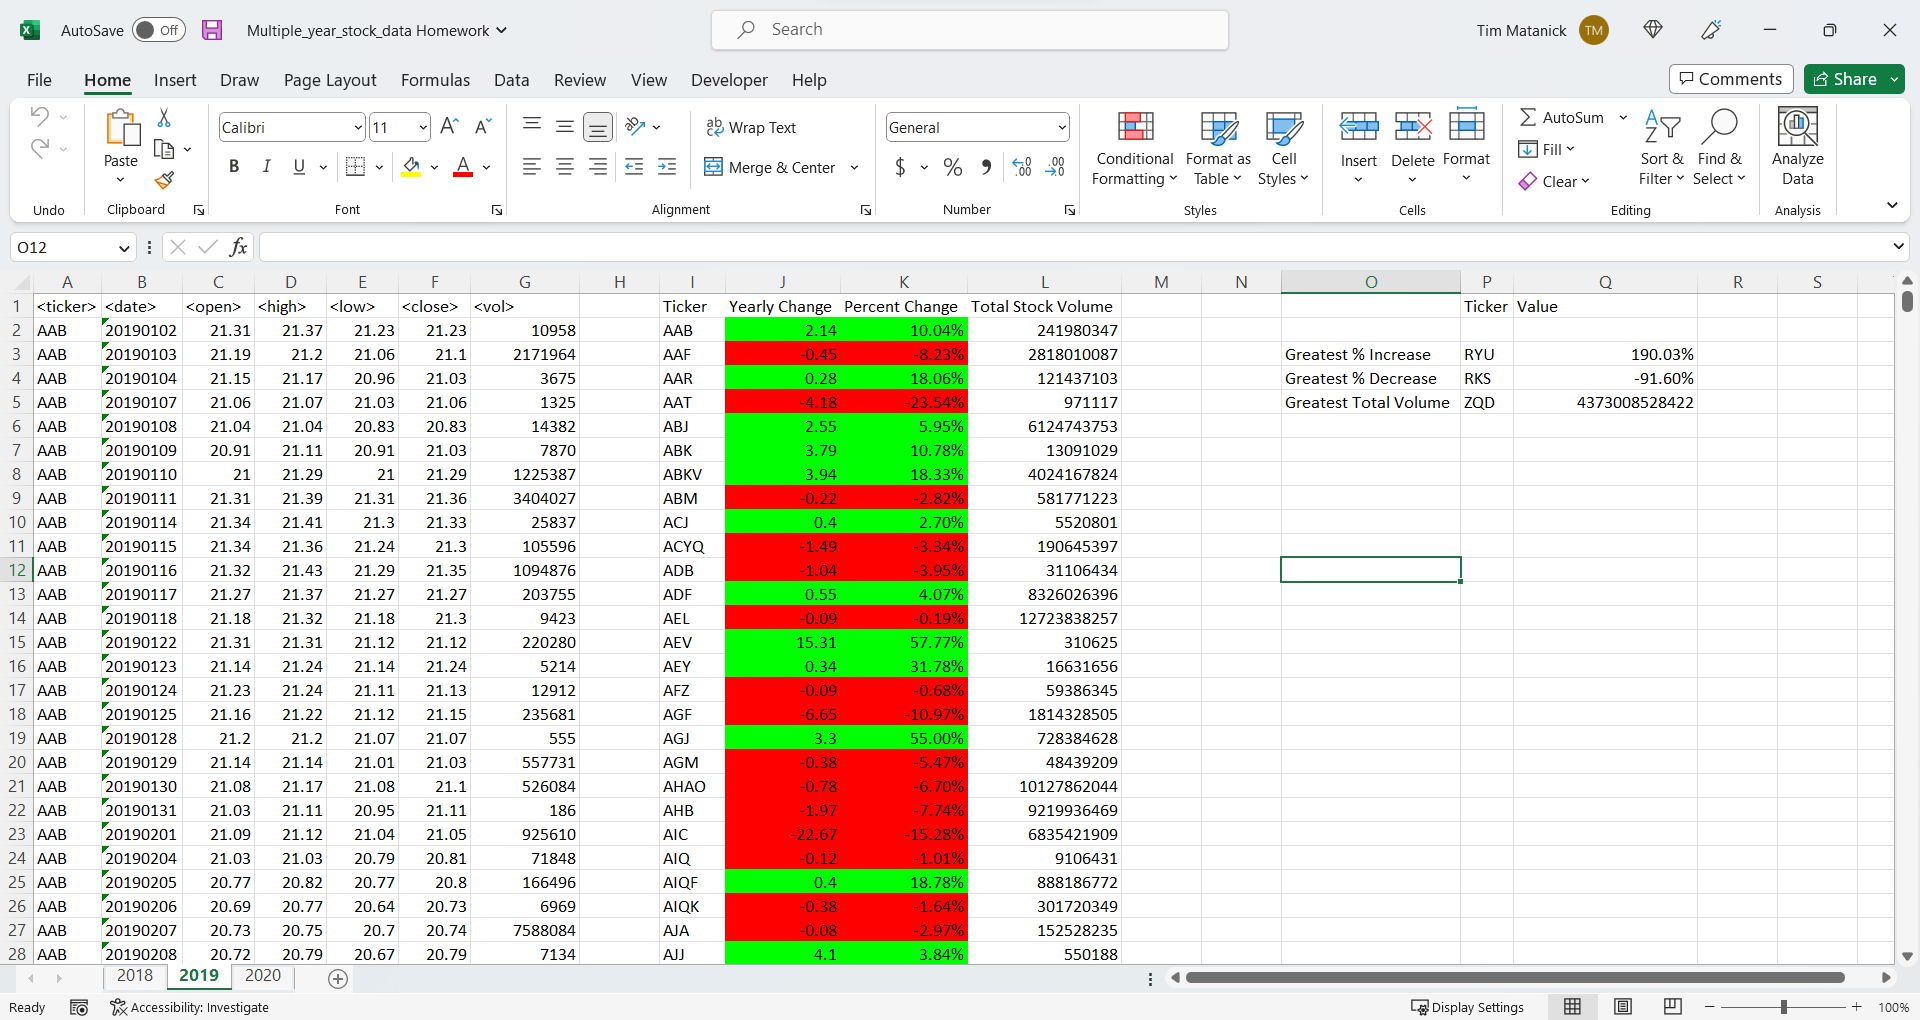 AutoSave Off Multiple_year_stock_data Homework Search Tim Matanick TM
File Home Insert Draw Page Layout Formulas Data Review View Developer Help Comments Share
Paste
Calibri 11
B I U A
Wrap Text
Merge & Center
General
$ %
Conditional Formatting
Format as Table
Cell Styles
Insert Delete Format
AutoSum
Fill
Clear
Sort & Filter
Find & Select
Analyze Data
Undo Clipboard Font Alignment Number Styles Cells Editing Analysis
O12 fx
A B C D E F G H I J K L M N O P Q R S
1 <ticker> <date> <open> <high> <low> <close> <vol> Ticker Yearly Change Percent Change Total Stock Volume Ticker Value
2 AAB 20190102 21.31 21.37 21.23 21.23 10958 AAB 2.14 10.04% 241980347
3 AAB 20190103 21.19 21.2 21.06 21.1 2171964 AAF -0.45 -8.23% 2818010087 Greatest % Increase RYU 190.03%
4 AAB 20190104 21.15 21.17 20.96 21.03 3675 AAR 0.28 18.06% 121437103 Greatest % Decrease RKS -91.60%
5 AAB 20190107 21.06 21.07 21.03 21.06 1325 AAT -4.18 -23.54% 971117 Greatest Total Volume ZQD 4373008528422
6 AAB 20190108 21.04 21.04 20.83 20.83 14382 ABJ 2.55 5.95% 6124743753
7 AAB 20190109 20.91 21.11 20.91 21.03 7870 ABK 3.79 10.78% 13091029
8 AAB 20190110 21 21.29 21 21.29 1225387 ABKV 3.94 18.33% 4024167824
9 AAB 20190111 21.31 21.39 21.31 21.36 3404027 ABM -0.22 -2.82% 581771223
10 AAB 20190114 21.34 21.41 21.3 21.33 25837 ACJ 0.4 2.70% 5520801
11 AAB 20190115 21.34 21.36 21.24 21.3 105596 ACYQ -1.49 -3.34% 190645397
12 AAB 20190116 21.32 21.43 21.29 21.35 1094876 ADB -1.04 -3.95% 31106434
13 AAB 20190117 21.27 21.37 21.27 21.27 203755 ADF 0.55 4.07% 8326026396
14 AAB 20190118 21.18 21.32 21.18 21.3 9423 AEL -0.09 -0.19% 12723838257
15 AAB 20190122 21.31 21.31 21.12 21.12 220280 AEV 15.31 57.77% 310625
16 AAB 20190123 21.14 21.24 21.14 21.24 5214 AEY 0.34 31.78% 16631656
17 AAB 20190124 21.23 21.24 21.11 21.13 12912 AFZ -0.09 -0.68% 59386345
18 AAB 20190125 21.16 21.22 21.12 21.15 235681 AGF -6.65 -10.97% 1814328505
19 AAB 20190128 21.2 21.2 21.07 21.07 555 AGJ 3.3 55.00% 728384628
20 AAB 20190129 21.14 21.14 21.01 21.03 557731 AGM -0.38 -5.47% 48439209
21 AAB 20190130 21.08 21.17 21.08 21.1 526084 AHAO -0.78 -6.70% 10127862044
22 AAB 20190131 21.03 21.11 20.95 21.11 186 AHB -1.97 -7.74% 9219936469
23 AAB 20190201 21.09 21.12 21.04 21.05 925610 AIC -22.67 -15.28% 6835421909
24 AAB 20190204 21.03 21.03 20.79 20.81 71848 AIQ -0.12 -1.01% 9106431
25 AAB 20190205 20.77 20.82 20.77 20.8 166496 AIQF 0.4 18.78% 888186772
26 AAB 20190206 20.69 20.77 20.64 20.73 6969 AIQK -0.38 -1.64% 301720349
27 AAB 20190207 20.73 20.75 20.7 20.74 7588084 AJA -0.08 -2.97% 152528235
28 AAB 20190208 20.72 20.79 20.67 20.79 7134 AJJ 4.1 3.84% 550188
2018 2019 2020
Ready Accessibility: Investigate Display Settings 100%